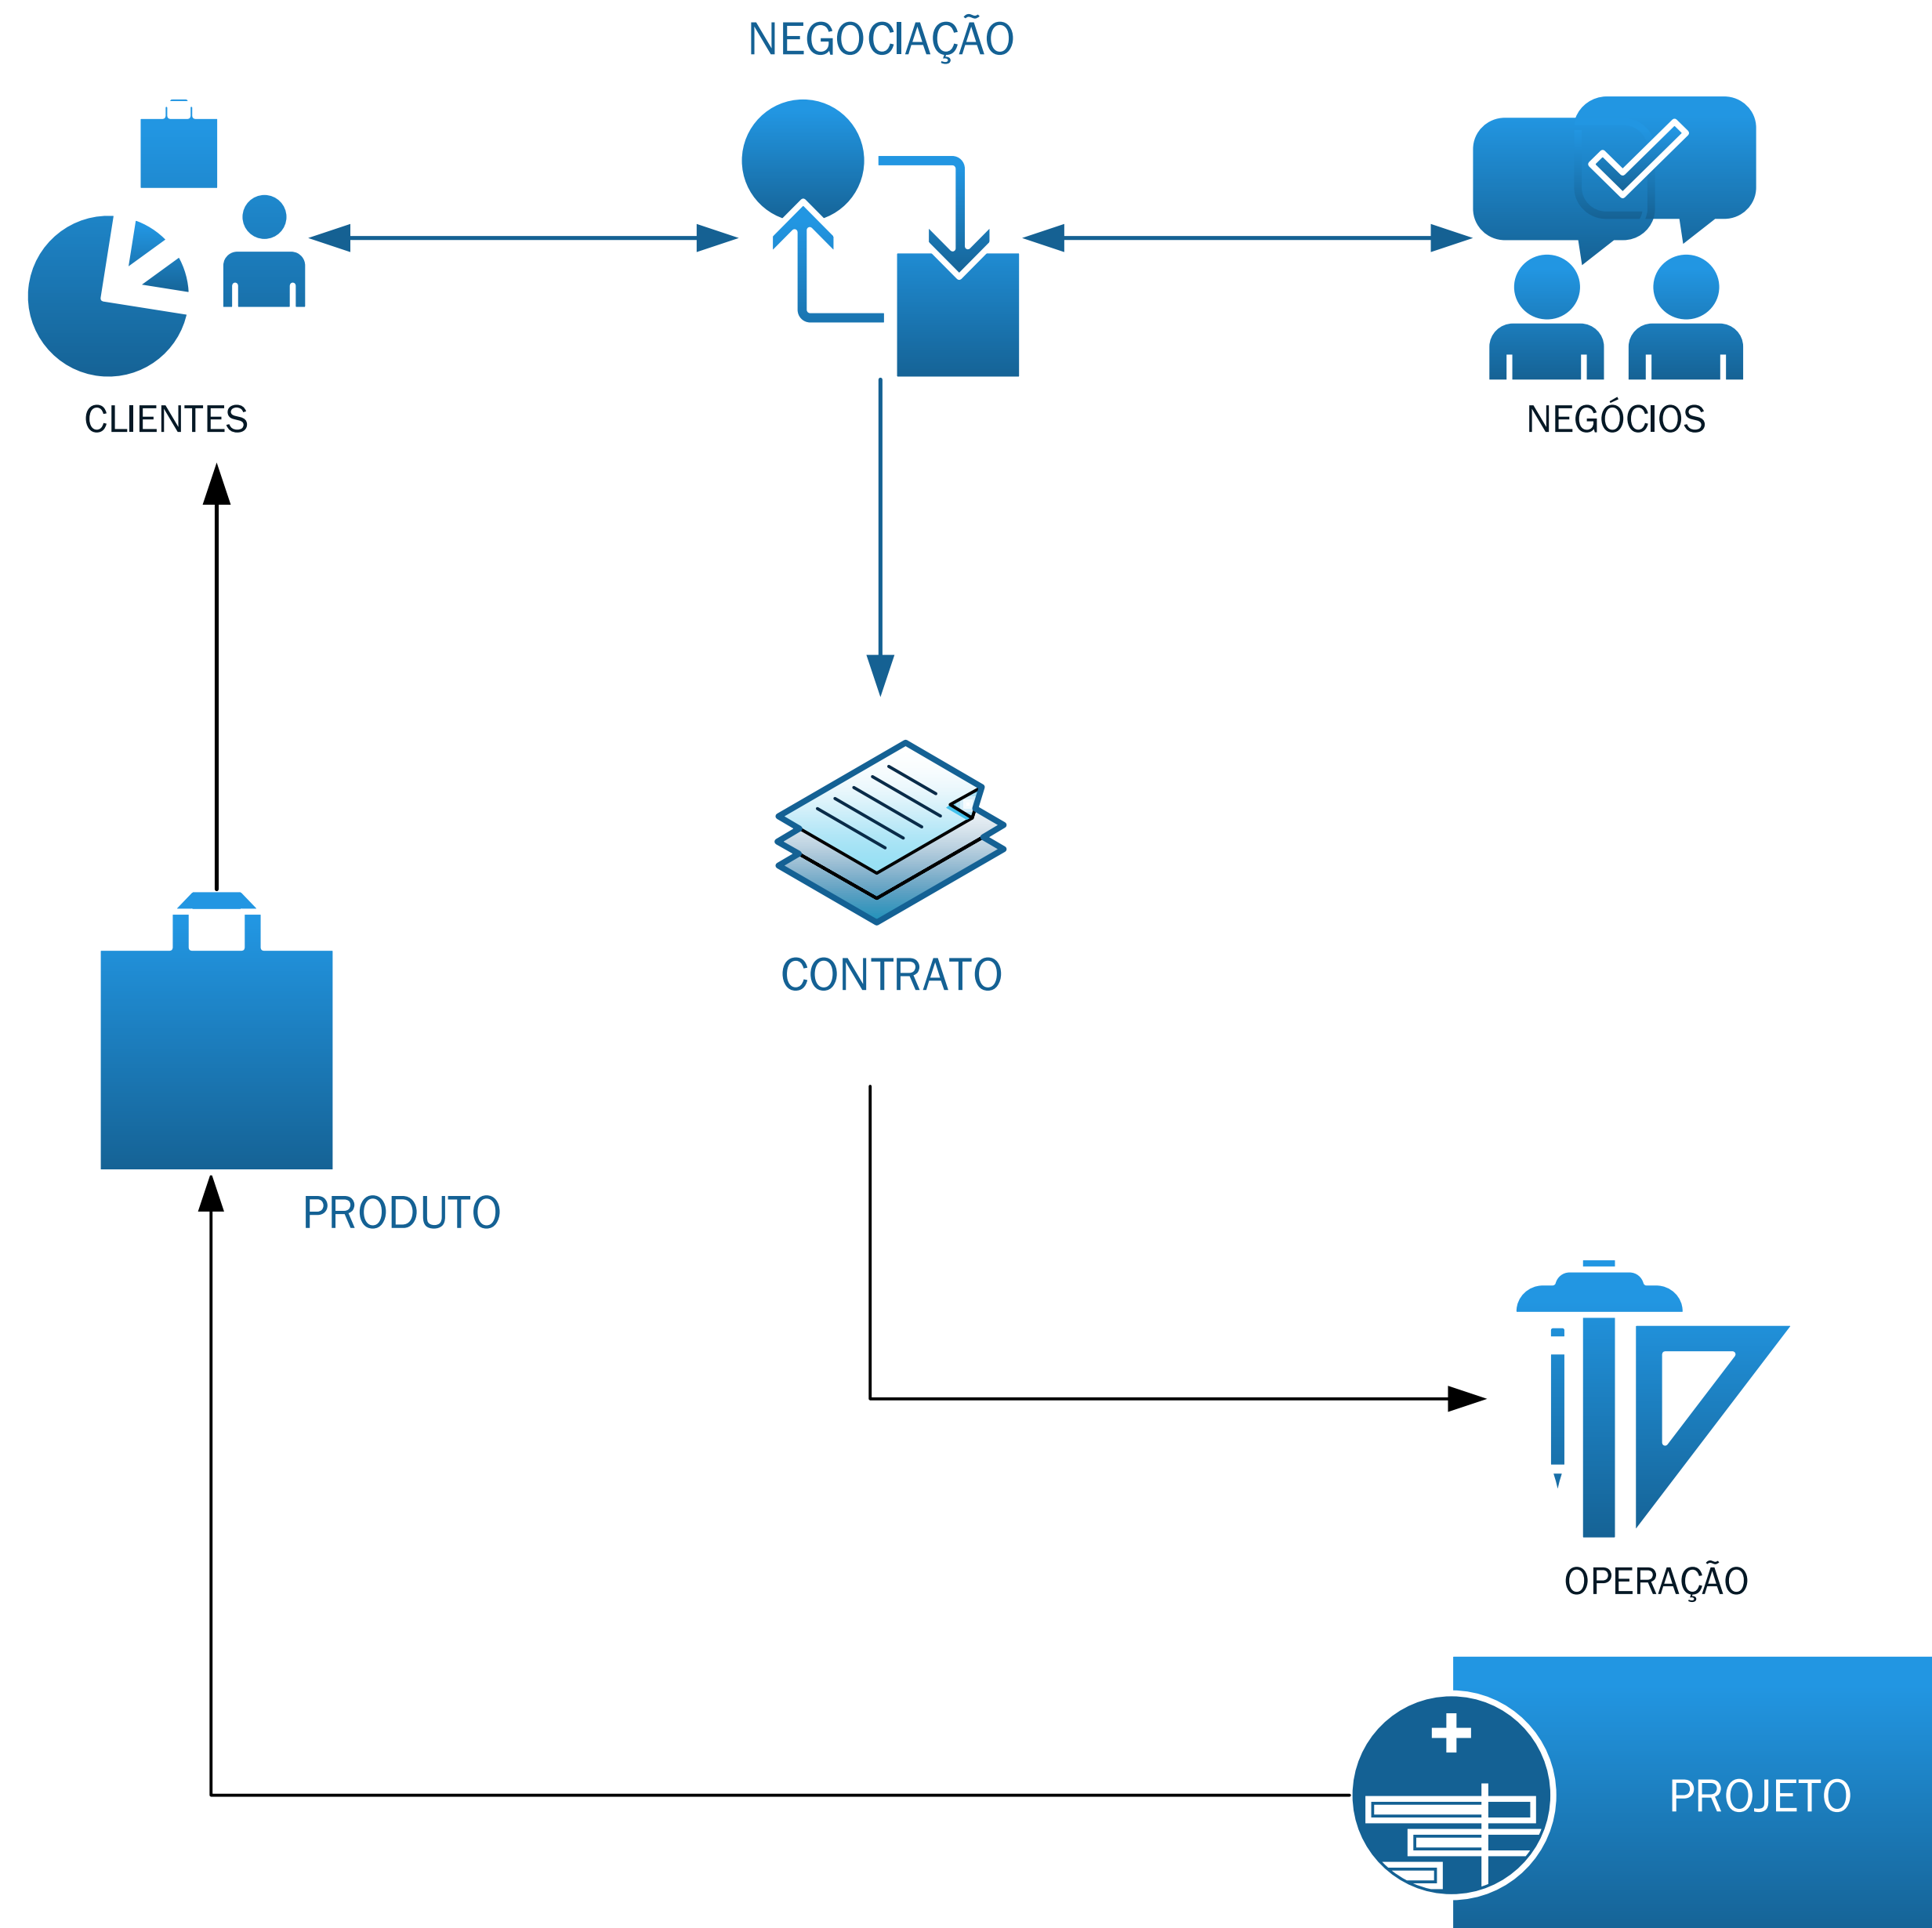 NEGOCIAÇÃO
CLIENTES
NEGÓCIOS
CONTRATO
PRODUTO
OPERAÇÃO
PROJETO